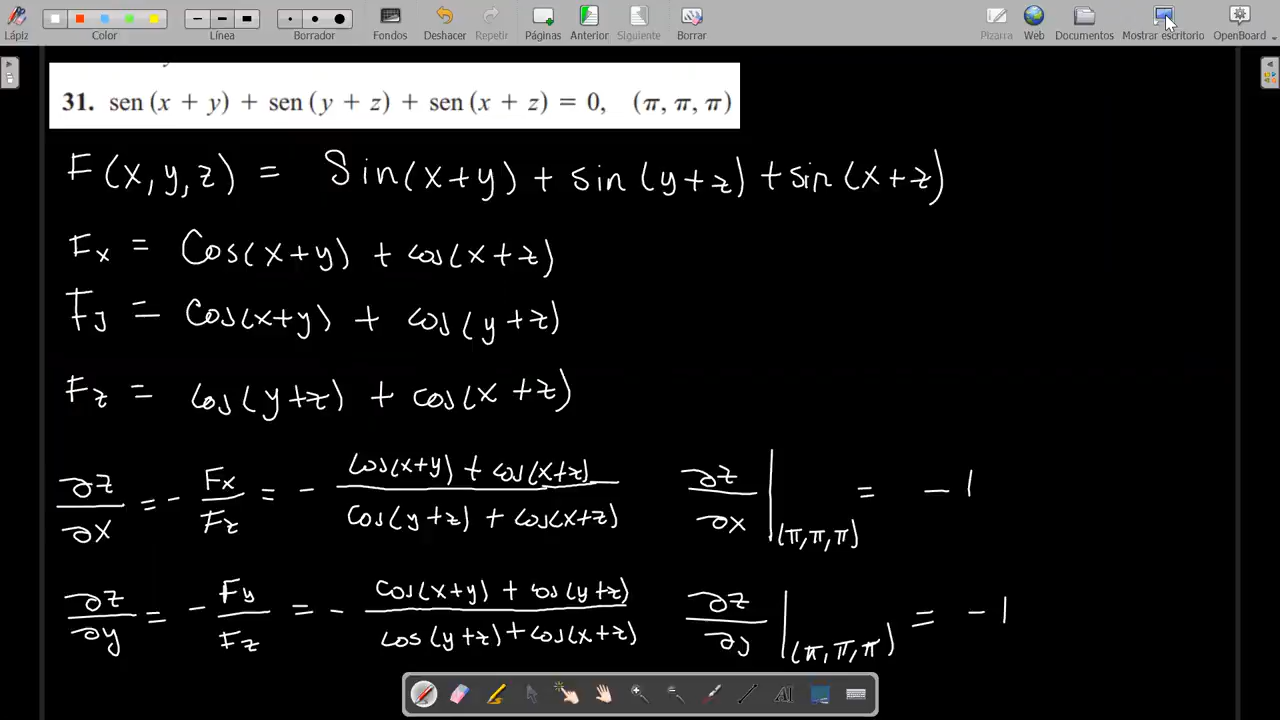 Lápiz Color Línea Borrador Fondos Deshacer Repetir Páginas Anterior Siguiente Borrar Pizarra Web Documentos Mostrar escritorio OpenBoard
31. sen (x + y) + sen (y + z) + sen (x + z) = 0, (π, π, π)
F(x,y,z) = Sin(x+y) + sin(y+z) + sin(x+z)
Fx = Cos(x+y) + cos(x+z)
Fy = Cos(x+y) + cos(y+z)
Fz = cos(y+z) + cos(x+z)
∂z/∂x = - Fx/Fz = - (cos(x+y) + cos(x+z))/(cos(y+z) + cos(x+z)) ∂z/∂x |(π,π,π) = -1
∂z/∂y = - Fy/Fz = - (cos(x+y) + cos(y+z))/(cos(y+z) + cos(x+z)) ∂z/∂y |(π,π,π) = -1